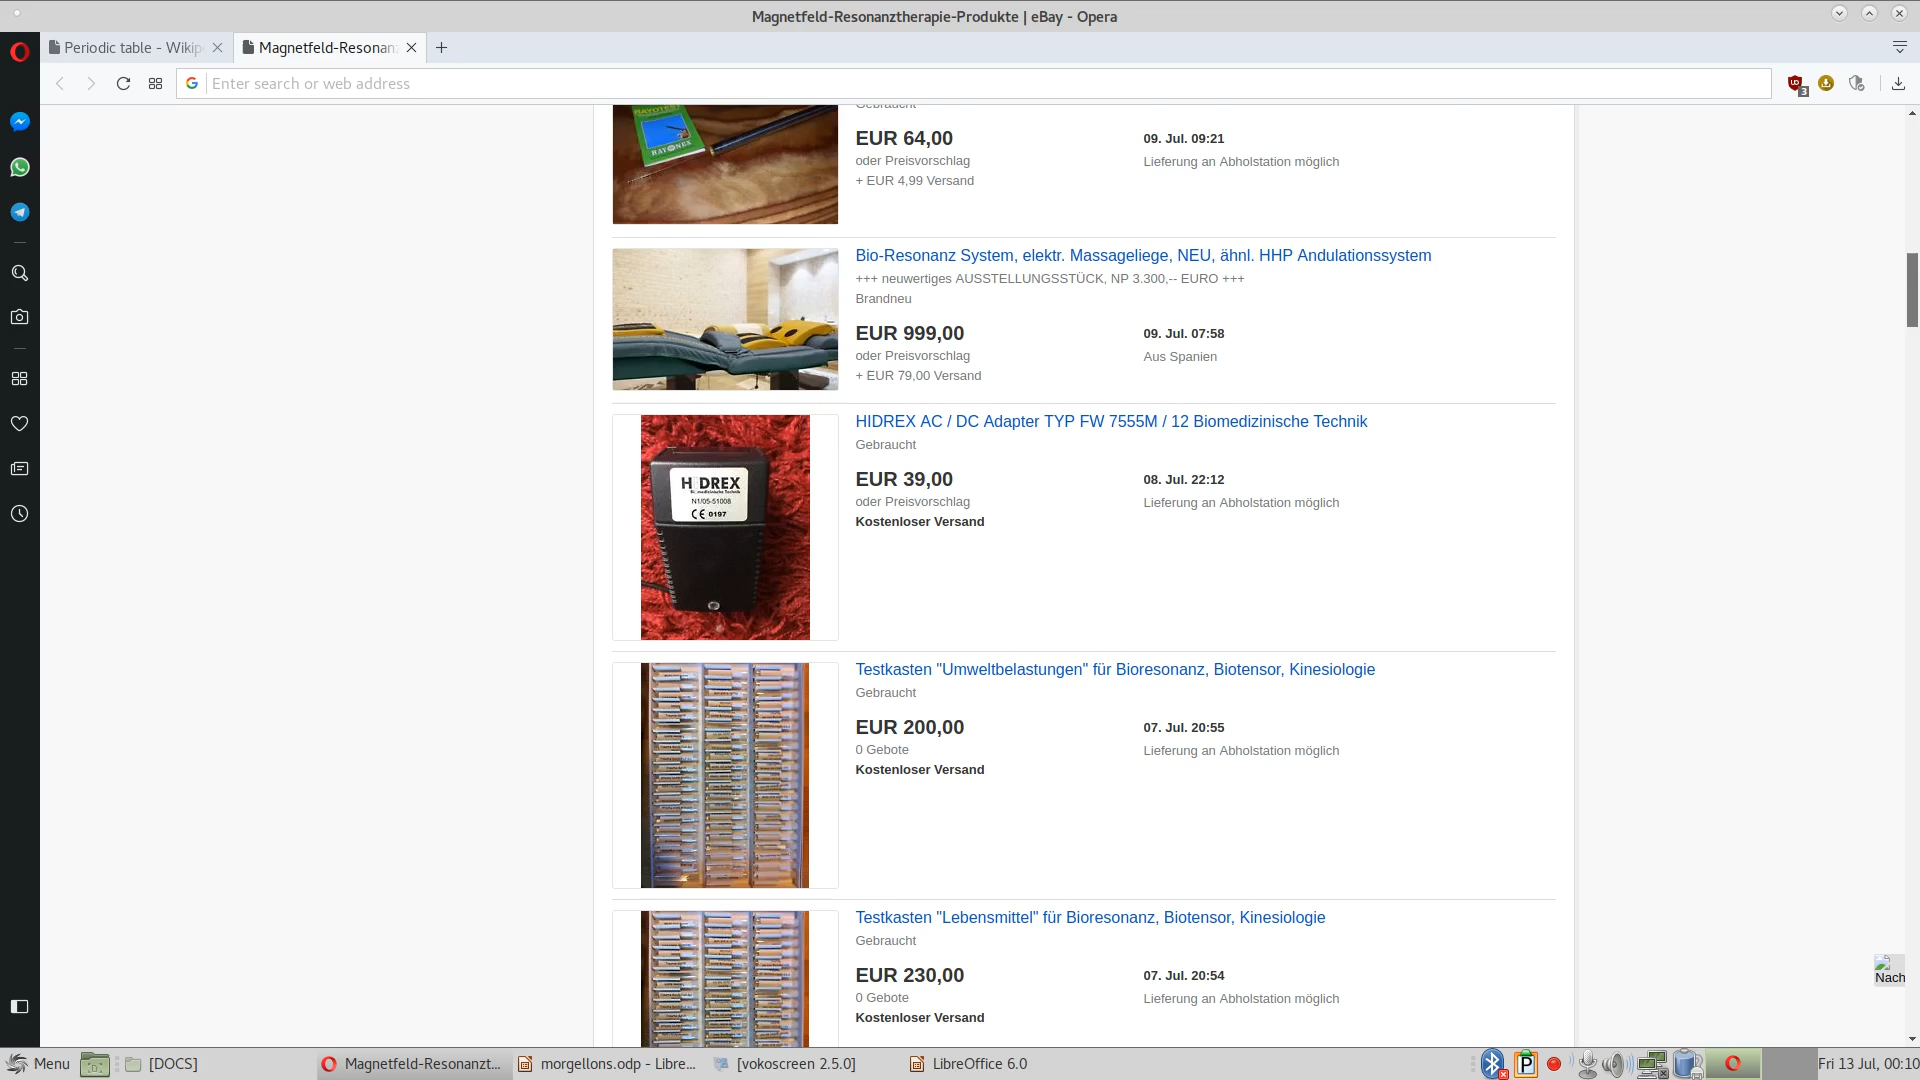 Magnetfeld-Resonanztherapie-Produkte | eBay - Opera
Periodic table - Wikip
Magnetfeld-Resonan
Enter search or web address
3
Gebraucht
EUR 64,00
09. Jul. 09:21
oder Preisvorschlag
Lieferung an Abholstation möglich
+ EUR 4,99 Versand
RAYONEX
Bio-Resonanz System, elektr. Massageliege, NEU, ähnl. HHP Andulationssystem
+++ neuwertiges AUSSTELLUNGSSTÜCK, NP 3.300,-- EURO +++
Brandneu
EUR 999,00
09. Jul. 07:58
oder Preisvorschlag
Aus Spanien
+ EUR 79,00 Versand
HIDREX AC / DC Adapter TYP FW 7555M / 12 Biomedizinische Technik
Gebraucht
EUR 39,00
08. Jul. 22:12
oder Preisvorschlag
Lieferung an Abholstation möglich
Kostenloser Versand
HIDREX
Biomedizinische Technik
N1/05-51008
CE 0197
Testkasten "Umweltbelastungen" für Bioresonanz, Biotensor, Kinesiologie
Gebraucht
EUR 200,00
07. Jul. 20:55
0 Gebote
Lieferung an Abholstation möglich
Kostenloser Versand
Testkasten "Lebensmittel" für Bioresonanz, Biotensor, Kinesiologie
Gebraucht
EUR 230,00
07. Jul. 20:54
0 Gebote
Lieferung an Abholstation möglich
Kostenloser Versand
Nach
Menu
[DOCS]
Magnetfeld-Resonanzt...
morgellons.odp - Libre...
[vokoscreen 2.5.0]
LibreOffice 6.0
P
Fri 13 Jul, 00:10